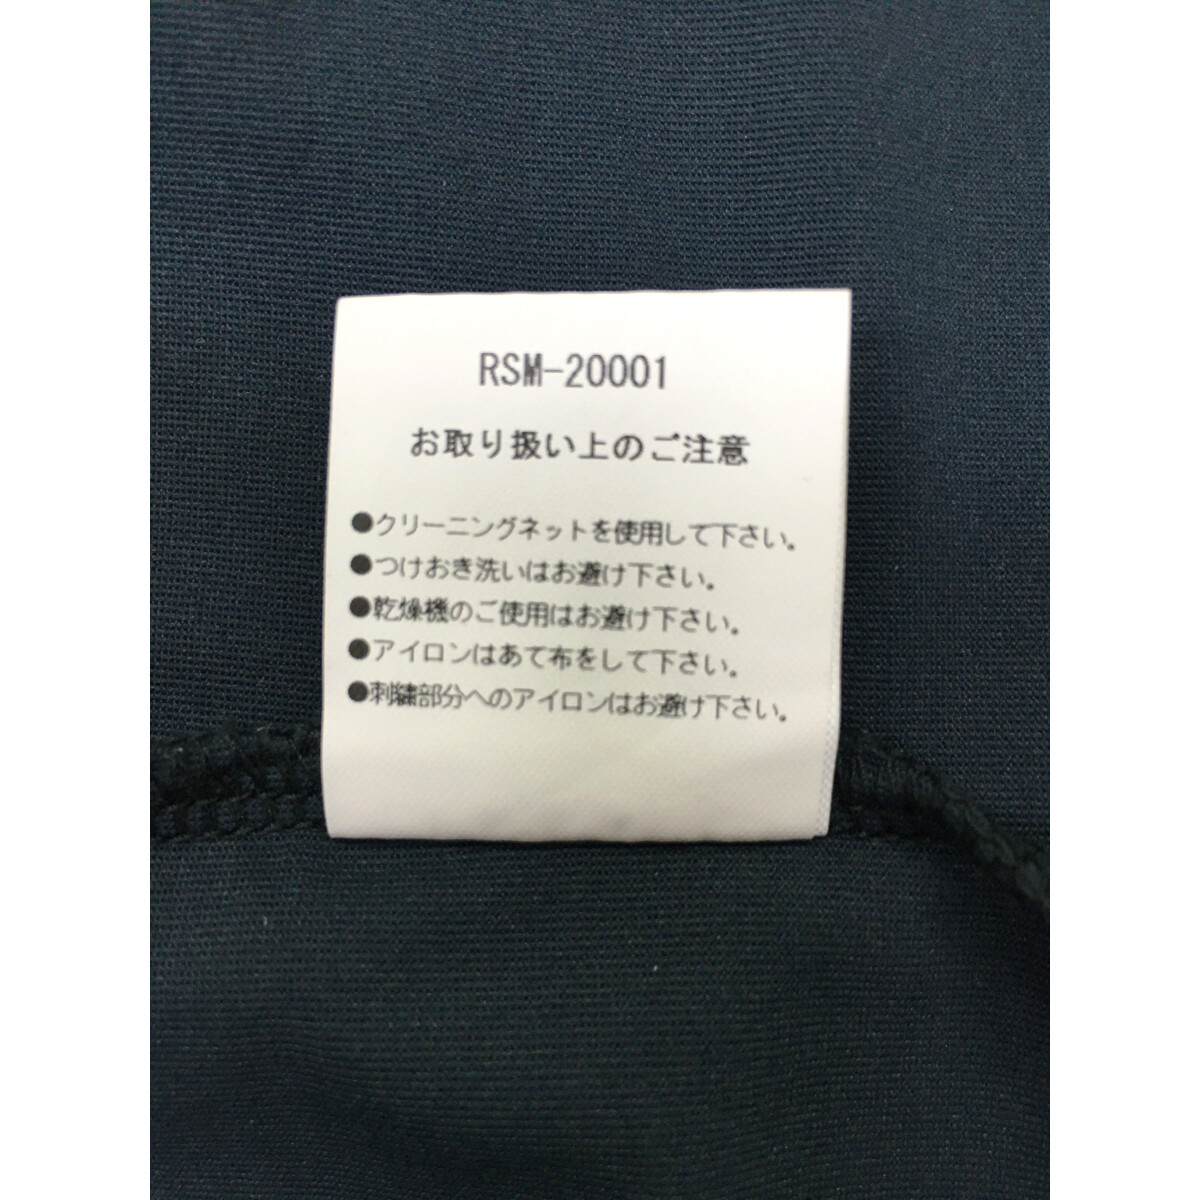 RSM-20001
お取り扱い上のご注意
●クリーニングネットを使用して下さい。
●つけおき洗いはお避け下さい。
●乾燥機のご使用はお避け下さい。
●アイロンはあて布をして下さい。
●刺繍部分へのアイロンはお避け下さい。